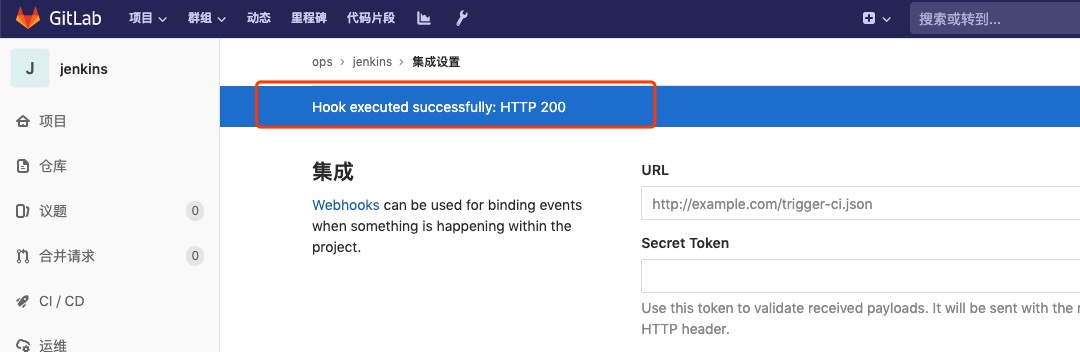 GitLab 项目 群组 动态 里程碑 代码片段 搜索或转到...
J jenkins
ops › jenkins › 集成设置
Hook executed successfully: HTTP 200
项目
仓库
议题 0
合并请求 0
CI / CD
运维
集成
Webhooks can be used for binding events
when something is happening within the
project.
URL
http://example.com/trigger-ci.json
Secret Token
Use this token to validate received payloads. It will be sent with the
HTTP header.